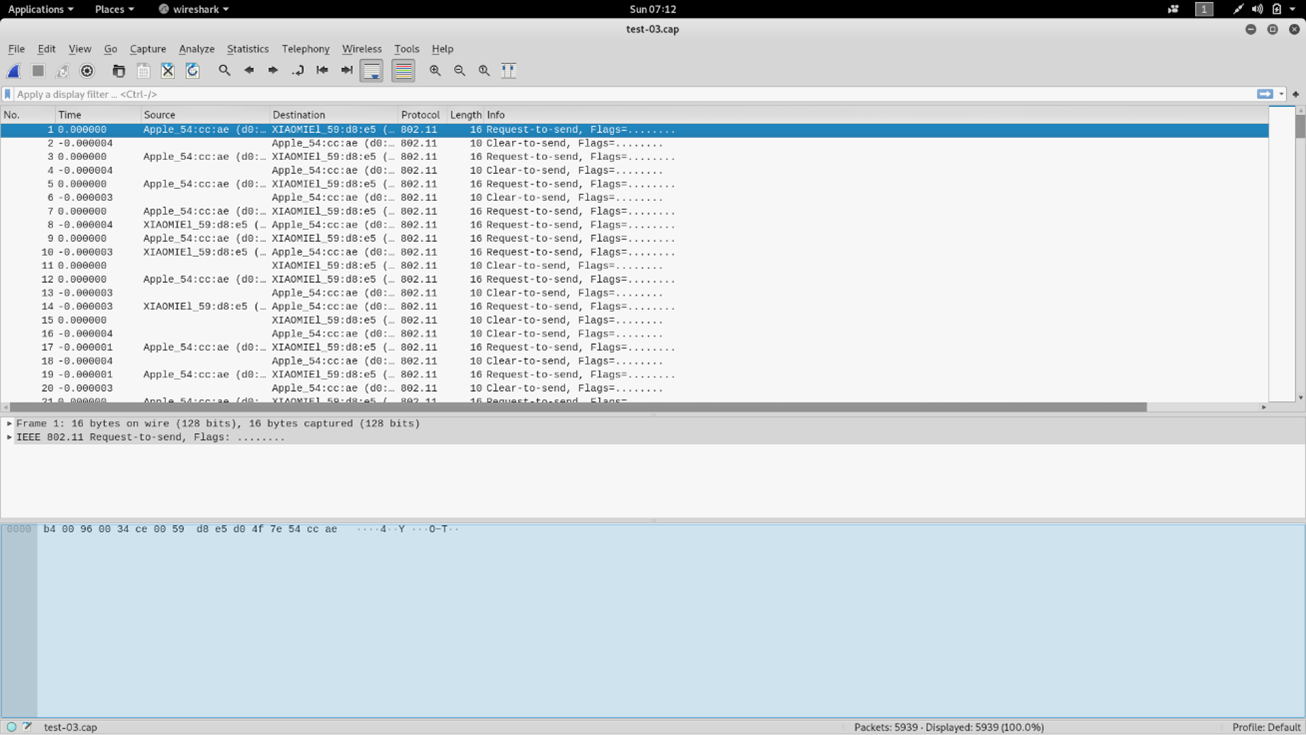 Applications Places wireshark Sun 07:12 1
test-03.cap
File Edit View Go Capture Analyze Statistics Telephony Wireless Tools Help
Apply a display filter ... <Ctrl-/>
No. Time Source Destination Protocol Length Info
1 0.000000 Apple_54:cc:ae (d0:… XIAOMIEl_59:d8:e5 (… 802.11 16 Request-to-send, Flags=........
2 -0.000004 Apple_54:cc:ae (d0:… 802.11 10 Clear-to-send, Flags=........
3 0.000000 Apple_54:cc:ae (d0:… XIAOMIEl_59:d8:e5 (… 802.11 16 Request-to-send, Flags=........
4 -0.000004 Apple_54:cc:ae (d0:… 802.11 10 Clear-to-send, Flags=........
5 0.000000 Apple_54:cc:ae (d0:… XIAOMIEl_59:d8:e5 (… 802.11 16 Request-to-send, Flags=........
6 -0.000003 Apple_54:cc:ae (d0:… 802.11 10 Clear-to-send, Flags=........
7 0.000000 Apple_54:cc:ae (d0:… XIAOMIEl_59:d8:e5 (… 802.11 16 Request-to-send, Flags=........
8 -0.000004 XIAOMIEl_59:d8:e5 (… Apple_54:cc:ae (d0:… 802.11 16 Request-to-send, Flags=........
9 0.000000 Apple_54:cc:ae (d0:… XIAOMIEl_59:d8:e5 (… 802.11 16 Request-to-send, Flags=........
10 -0.000003 XIAOMIEl_59:d8:e5 (… Apple_54:cc:ae (d0:… 802.11 16 Request-to-send, Flags=........
11 0.000000 XIAOMIEl_59:d8:e5 (… 802.11 10 Clear-to-send, Flags=........
12 0.000000 Apple_54:cc:ae (d0:… XIAOMIEl_59:d8:e5 (… 802.11 16 Request-to-send, Flags=........
13 -0.000003 Apple_54:cc:ae (d0:… 802.11 10 Clear-to-send, Flags=........
14 -0.000003 XIAOMIEl_59:d8:e5 (… Apple_54:cc:ae (d0:… 802.11 16 Request-to-send, Flags=........
15 0.000000 XIAOMIEl_59:d8:e5 (… 802.11 10 Clear-to-send, Flags=........
16 -0.000004 Apple_54:cc:ae (d0:… 802.11 10 Clear-to-send, Flags=........
17 -0.000001 Apple_54:cc:ae (d0:… XIAOMIEl_59:d8:e5 (… 802.11 16 Request-to-send, Flags=........
18 -0.000004 Apple_54:cc:ae (d0:… 802.11 10 Clear-to-send, Flags=........
19 -0.000001 Apple_54:cc:ae (d0:… XIAOMIEl_59:d8:e5 (… 802.11 16 Request-to-send, Flags=........
20 -0.000003 Apple_54:cc:ae (d0:… 802.11 10 Clear-to-send, Flags=........
Frame 1: 16 bytes on wire (128 bits), 16 bytes captured (128 bits)
IEEE 802.11 Request-to-send, Flags: ........
0000 b4 00 96 00 34 ce 00 59 d8 e5 d0 4f 7e 54 cc ae ····4··Y ···O~T··
test-03.cap Packets: 5939 · Displayed: 5939 (100.0%) Profile: Default